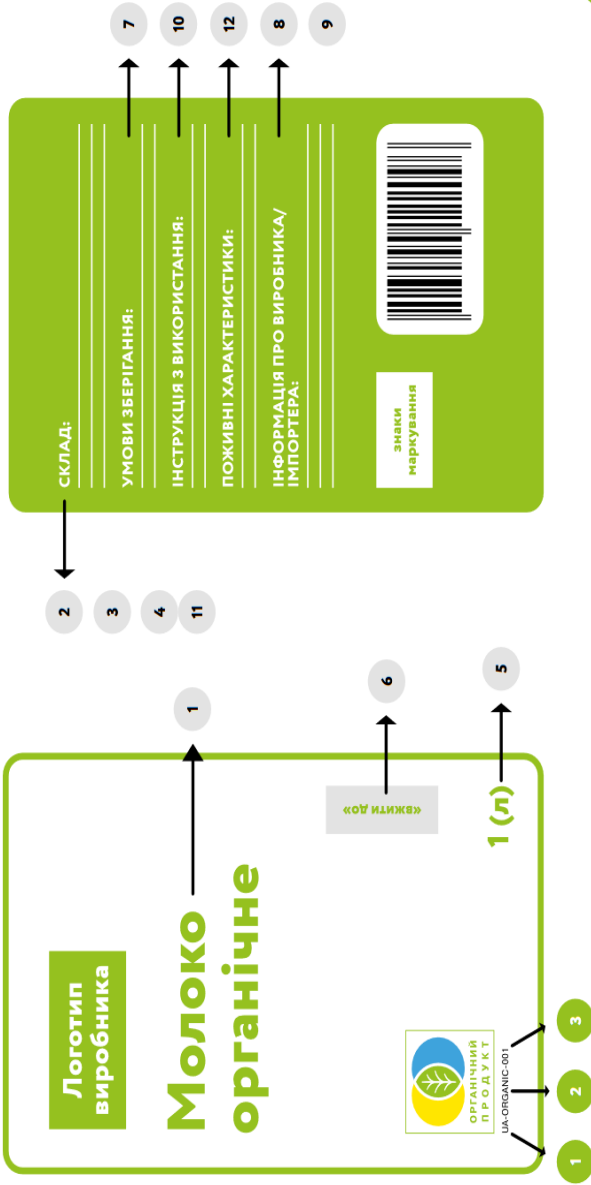 Логотип
виробника
Молоко
органічне
1
«ВЖИТИ ДО»
6
1 (л)
5
ОРГАНІЧНИЙ
ПРОДУКТ
UA-ORGANIC-001
1
2
3
2
3
4
11
СКЛАД:
УМОВИ ЗБЕРІГАННЯ:
7
ІНСТРУКЦІЯ З ВИКОРИСТАННЯ:
10
ПОЖИВНІ ХАРАКТЕРИСТИКИ:
12
ІНФОРМАЦІЯ ПРО ВИРОБНИКА/
ІМПОРТЕРА:
8
9
знаки
маркування